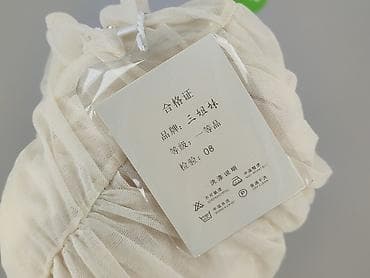 合格证
品牌：三姐妹
等级：一等品
检验：08
洗涤说明